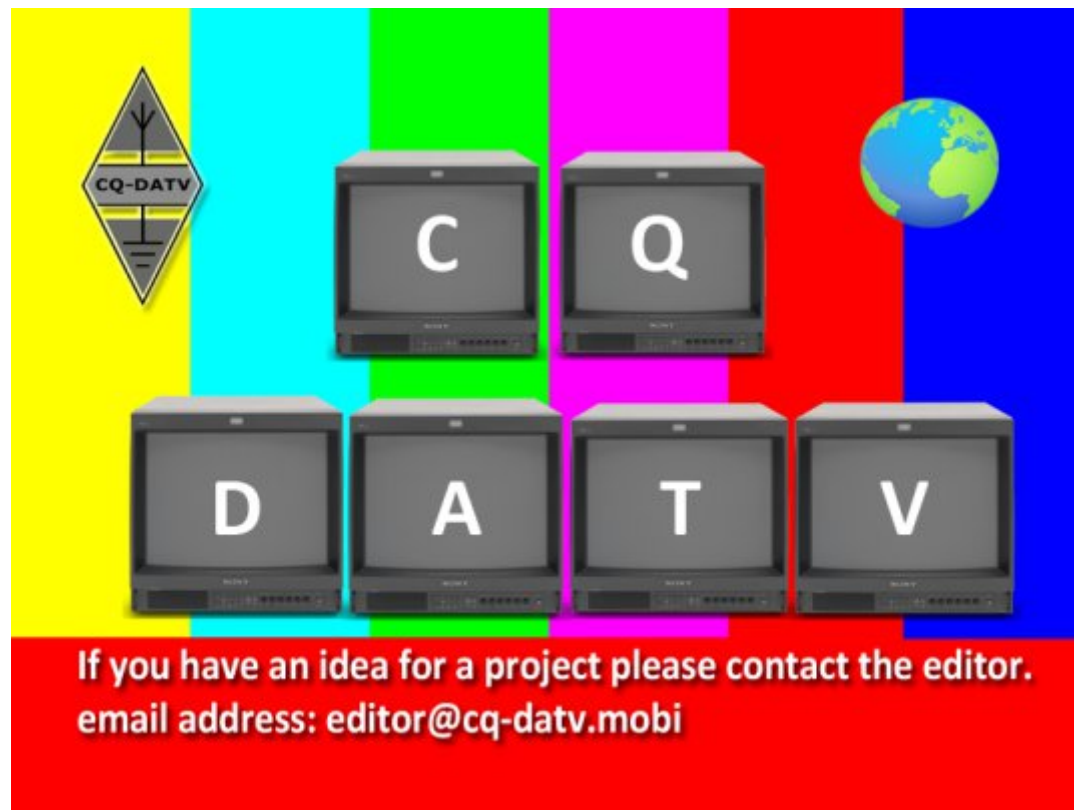 CQ-DATV
C Q
D A T V
If you have an idea for a project please contact the editor.
email address: editor@cq-datv.mobi